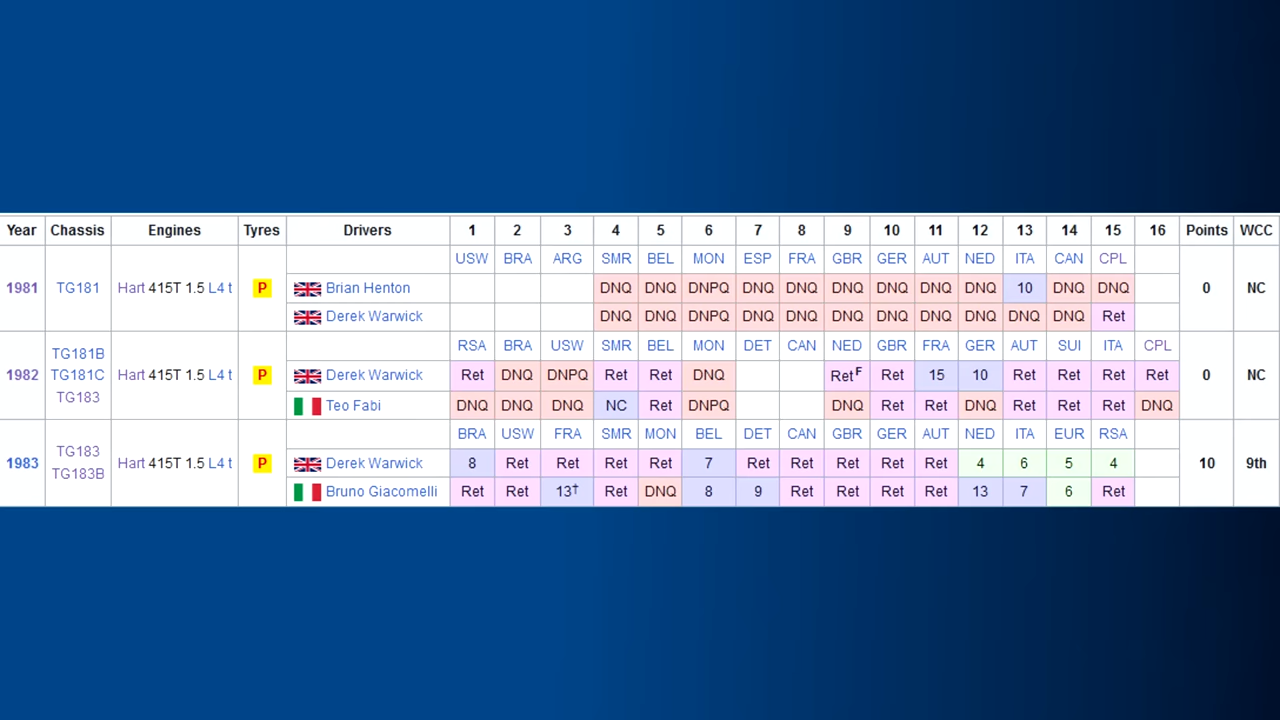 Year Chassis Engines Tyres Drivers 1 2 3 4 5 6 7 8 9 10 11 12 13 14 15 16 Points WCC
USW BRA ARG SMR BEL MON ESP FRA GBR GER AUT NED ITA CAN CPL
1981 TG181 Hart 415T 1.5 L4 t P Brian Henton DNQ DNQ DNPQ DNQ DNQ DNQ DNQ DNQ DNQ 10 DNQ DNQ 0 NC
Derek Warwick DNQ DNQ DNPQ DNQ DNQ DNQ DNQ DNQ DNQ DNQ DNQ Ret
RSA BRA USW SMR BEL MON DET CAN NED GBR FRA GER AUT SUI ITA CPL
TG181B
1982 TG181C Hart 415T 1.5 L4 t P Derek Warwick Ret DNQ DNPQ Ret Ret DNQ Ret F Ret 15 10 Ret Ret Ret Ret 0 NC
TG183
Teo Fabi DNQ DNQ DNQ NC Ret DNPQ DNQ Ret Ret DNQ Ret Ret Ret DNQ
BRA USW FRA SMR MON BEL DET CAN GBR GER AUT NED ITA EUR RSA
TG183
1983 Hart 415T 1.5 L4 t P Derek Warwick 8 Ret Ret Ret Ret 7 Ret Ret Ret Ret Ret 4 6 5 4 10 9th
TG183B
Bruno Giacomelli Ret Ret 13† Ret DNQ 8 9 Ret Ret Ret Ret 13 7 6 Ret